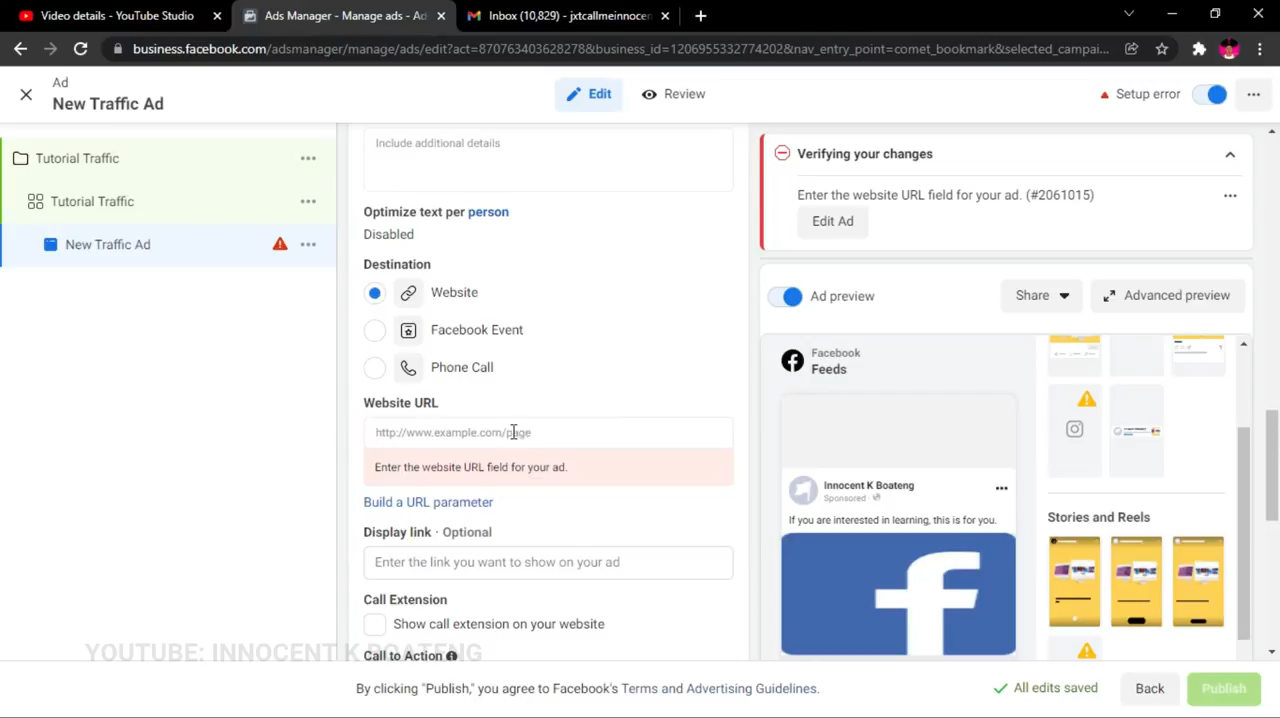 Video details - YouTube Studio
Ads Manager - Manage ads - Ad
Inbox (10,829) - jxtcallmeinnocen
business.facebook.com/adsmanager/manage/ads/edit?act=870763403628278&business_id=1206955332774202&nav_entry_point=comet_bookmark&selected_campai...
Ad
New Traffic Ad
Edit
Review
Setup error
Tutorial Traffic
Tutorial Traffic
New Traffic Ad
Include additional details
Optimize text per person
Disabled
Destination
Website
Facebook Event
Phone Call
Website URL
http://www.example.com/page
Enter the website URL field for your ad.
Build a URL parameter
Display link · Optional
Enter the link you want to show on your ad
Call Extension
Show call extension on your website
Call to Action
Verifying your changes
Enter the website URL field for your ad. (#2061015)
Edit Ad
Ad preview
Share
Advanced preview
Facebook
Feeds
Innocent K Boateng
Sponsored ·
If you are interested in learning, this is for you.
Stories and Reels
YOUTUBE: INNOCENT K BOATENG
By clicking "Publish," you agree to Facebook's Terms and Advertising Guidelines.
All edits saved
Back
Publish